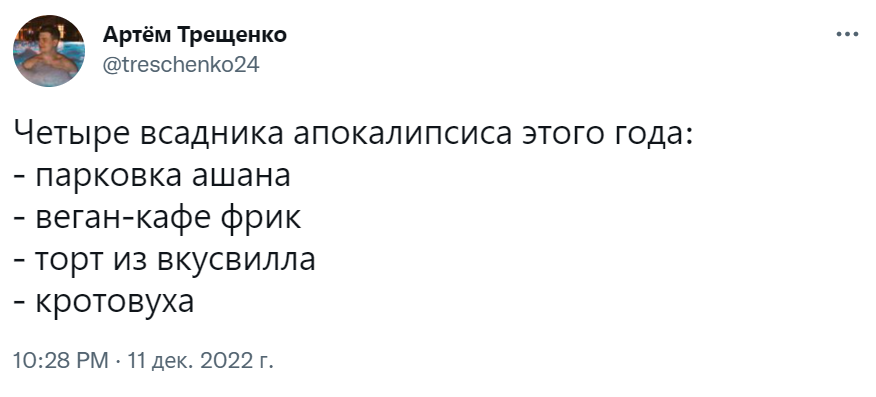 Артём Трещенко
@treschenko24
Четыре всадника апокалипсиса этого года:
- парковка ашана
- веган-кафе фрик
- торт из вкусвилла
- кротовуха
10:28 PM · 11 дек. 2022 г.